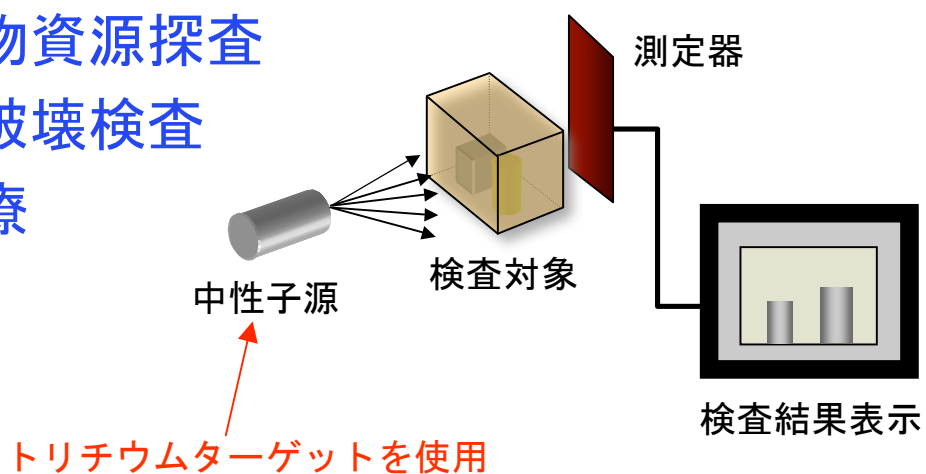 物資源探査
破壊検査
療
測定器
検査対象
中性子源
検査結果表示
トリチウムターゲットを使用